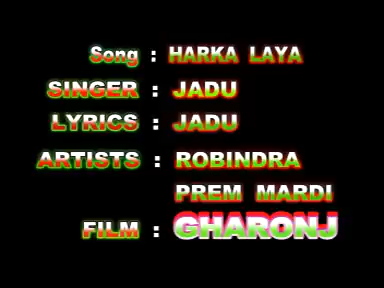 Song : HARKA LAYA
SINGER : JADU
LYRICS : JADU
ARTISTS : ROBINDRA
PREM MARDI
FILM : GHARONJ